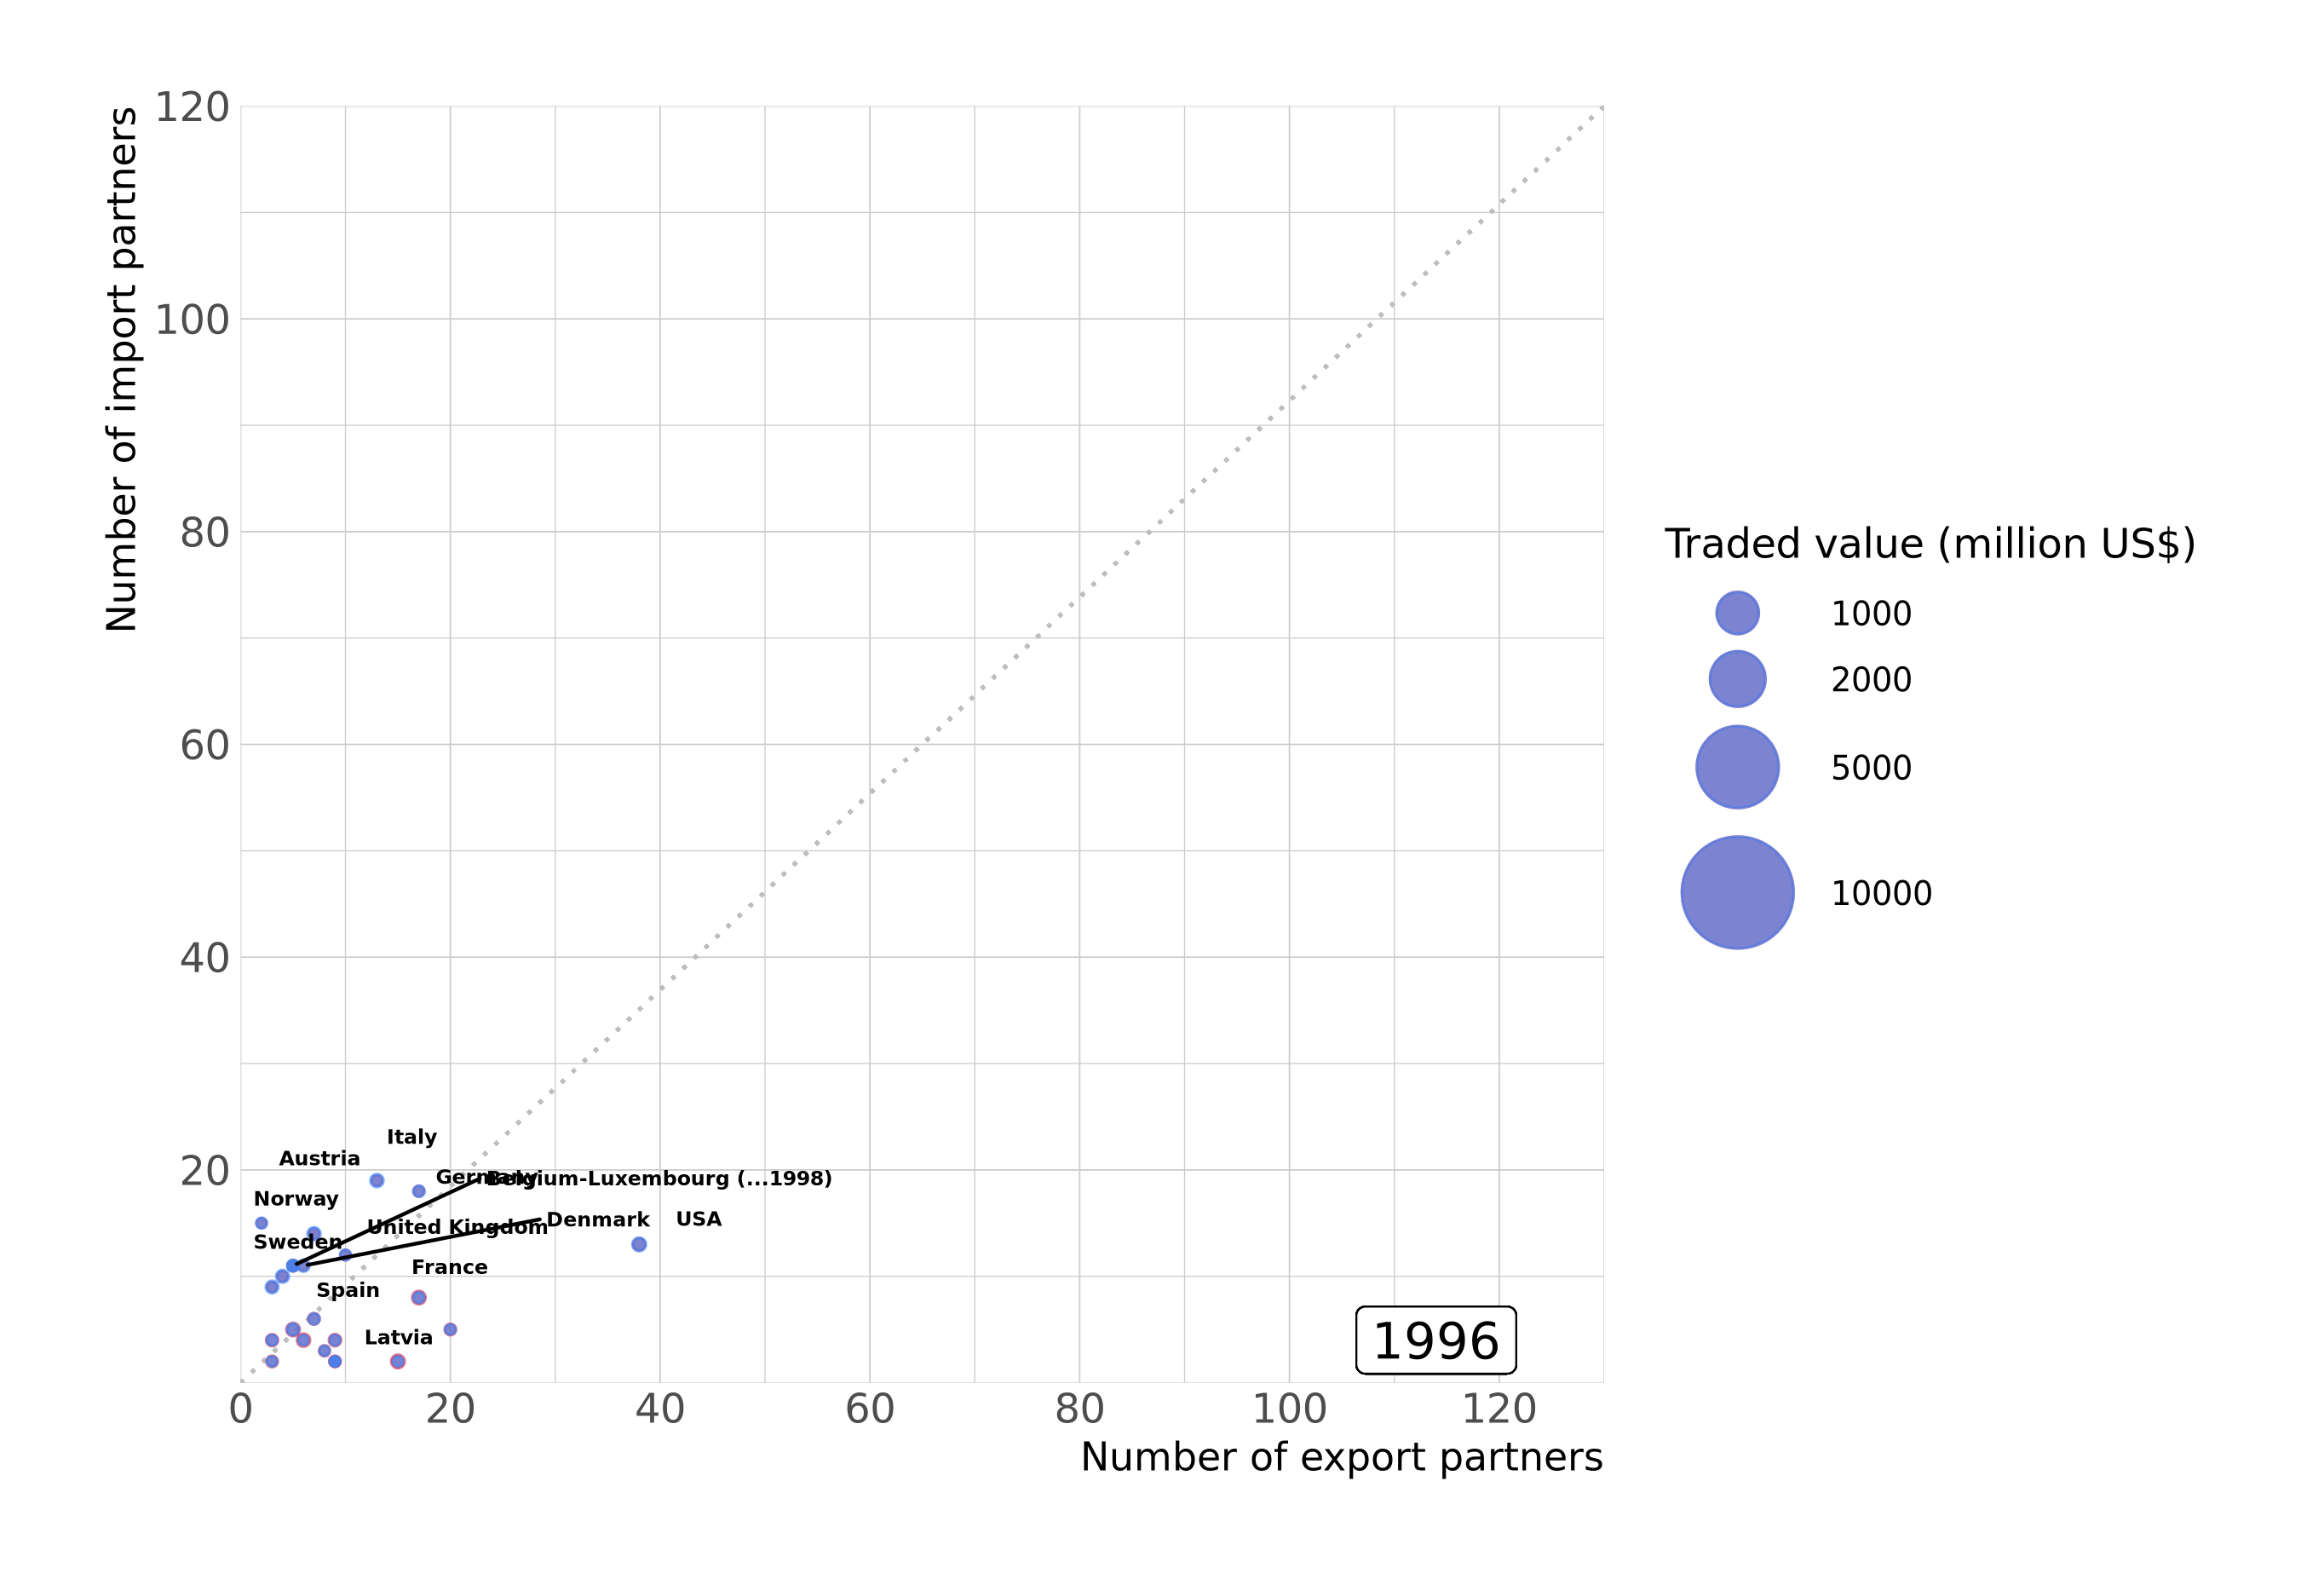 Number of import partners
120
100
80
60
40
20
Italy
Austria
Germany
Belgium-Luxembourg (...1998)
Norway
United Kingdom
Denmark
USA
Sweden
France
Spain
Latvia
1996
0
20
40
60
80
100
120
Number of export partners
Traded value (million US$)
1000
2000
5000
10000